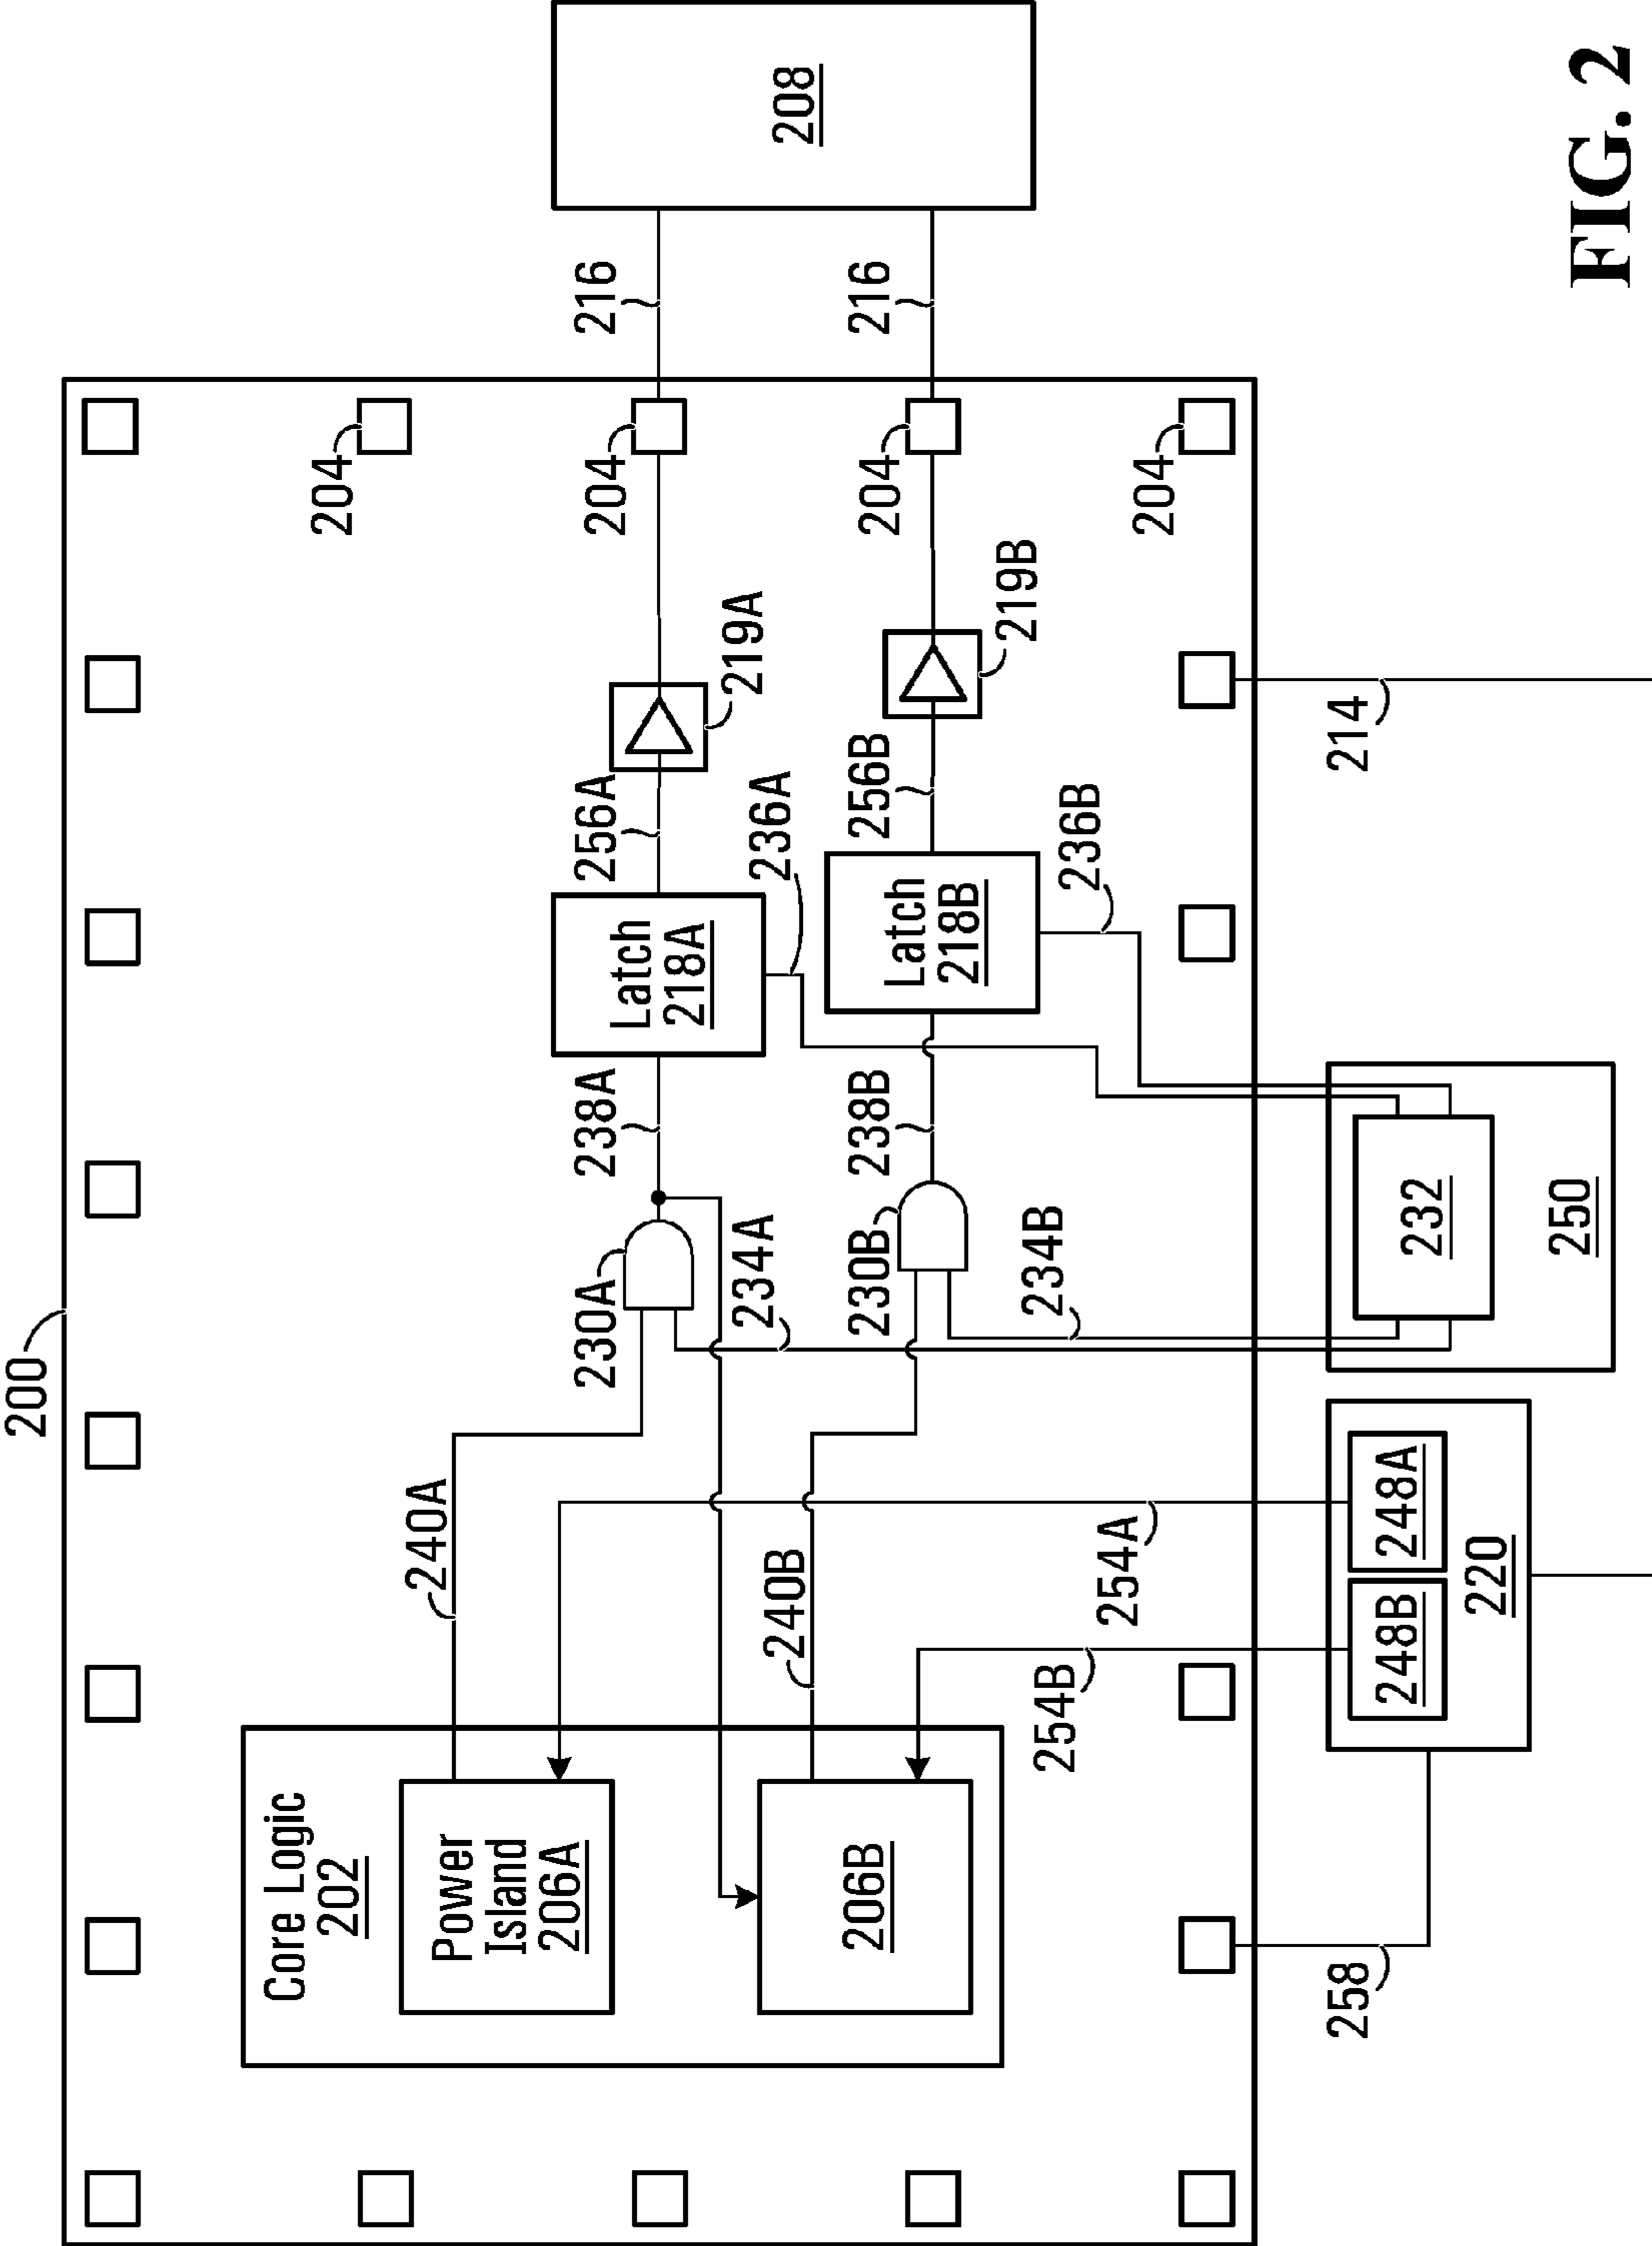 200
204
204
204
204
208
216
216
Core Logic
202
Power
Island
206A
206B
240A
240B
230A
230B
234A
234B
238A
238B
Latch
218A
Latch
218B
236A
236B
256A
256B
219A
219B
254A
254B
248A
248B
220
232
250
214
258
FIG. 2